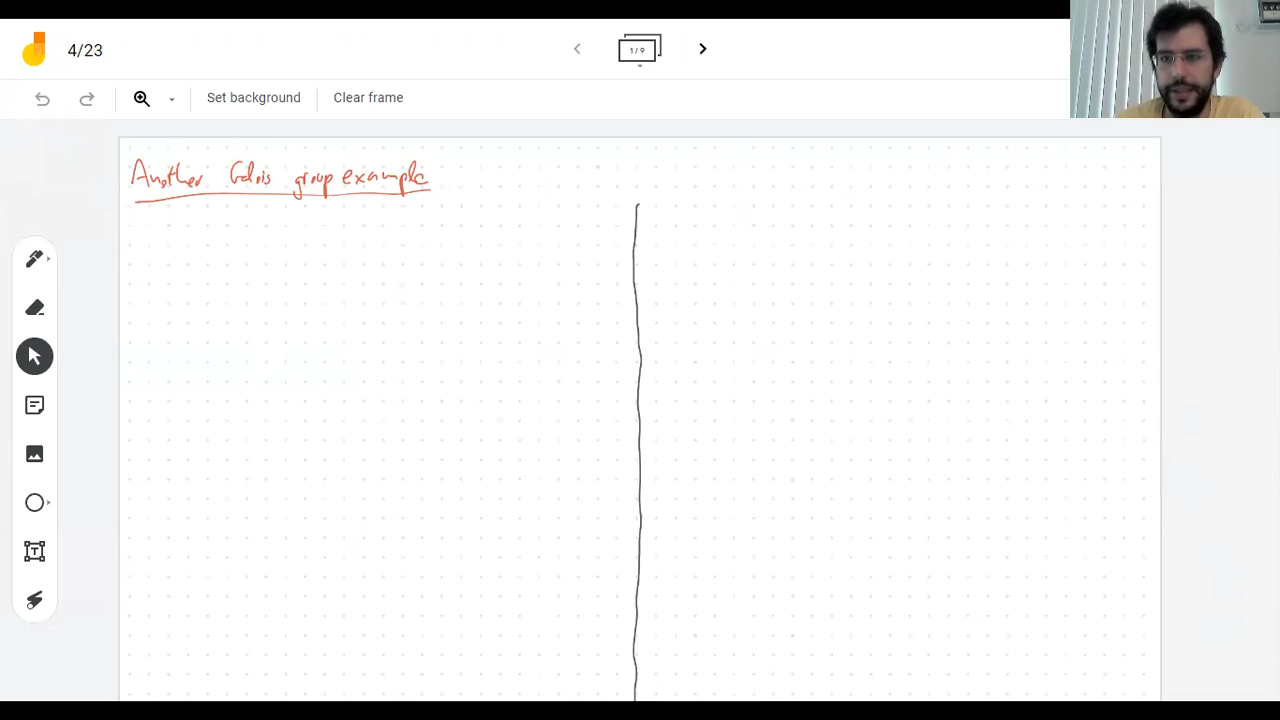 4/23
1/9
Set background
Clear frame
Another Galois group example